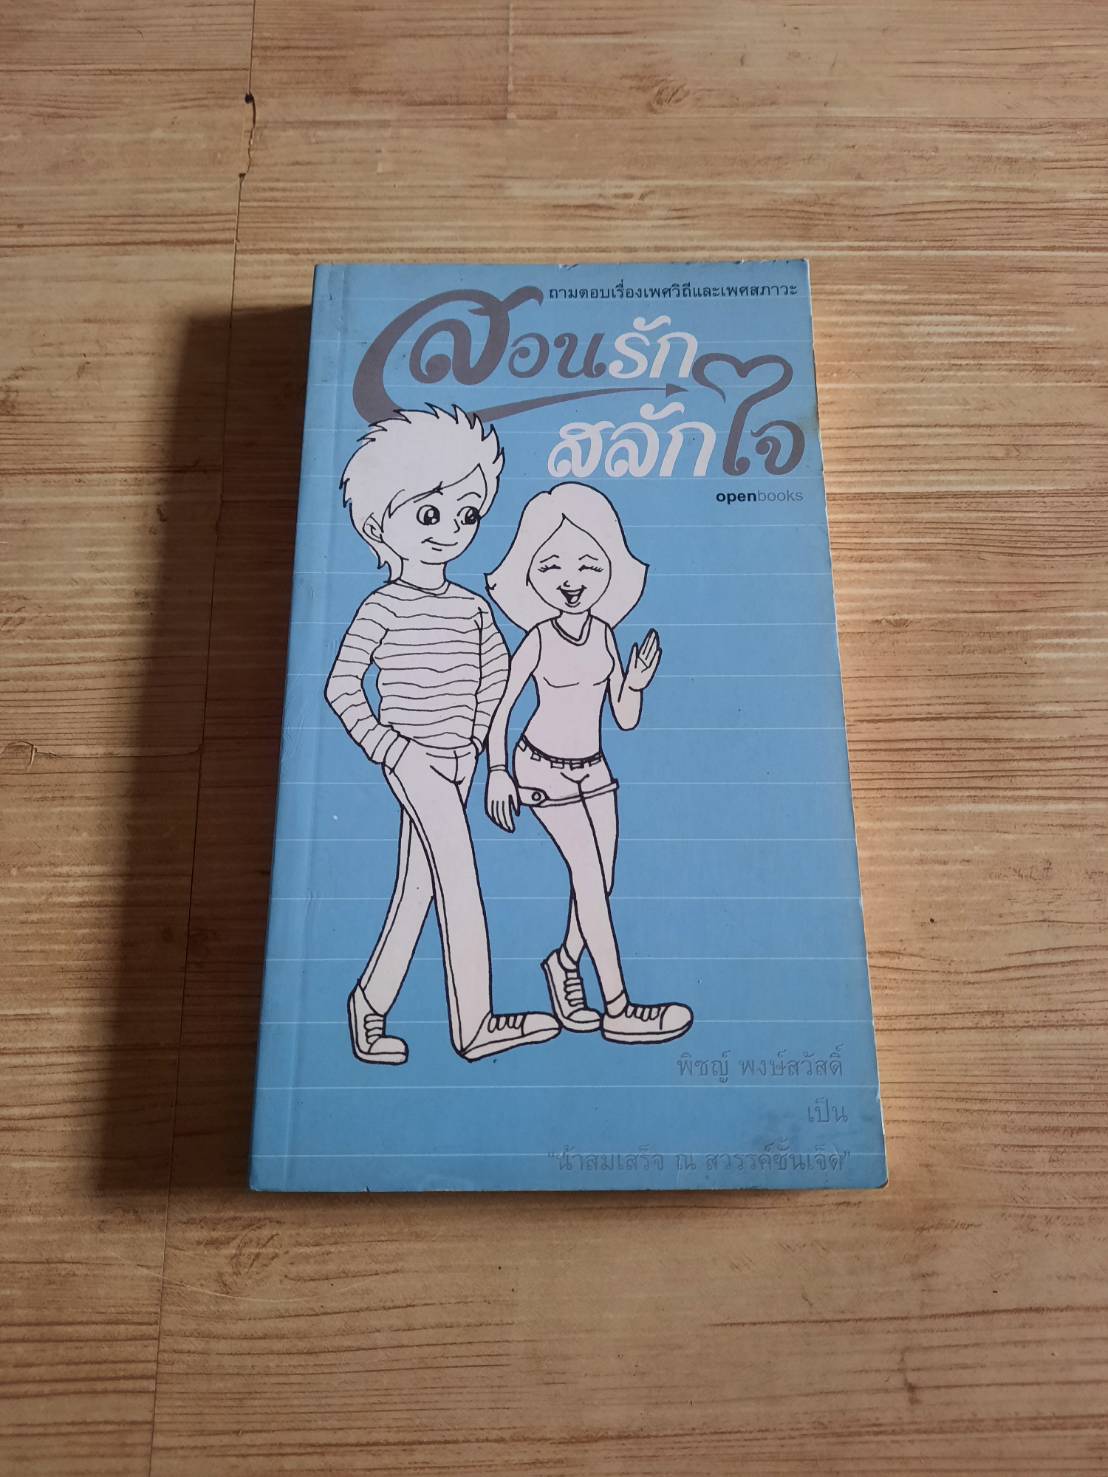 ถามตอบเรื่องเพศวิถีและเพศสภาวะ
สอนรัก
สลักใจ
openbooks
พิชญ์ พงษ์สวัสดิ์
เป็น
"น้าสมเสร็จ ณ สวรรค์ชั้นเจ็ด"